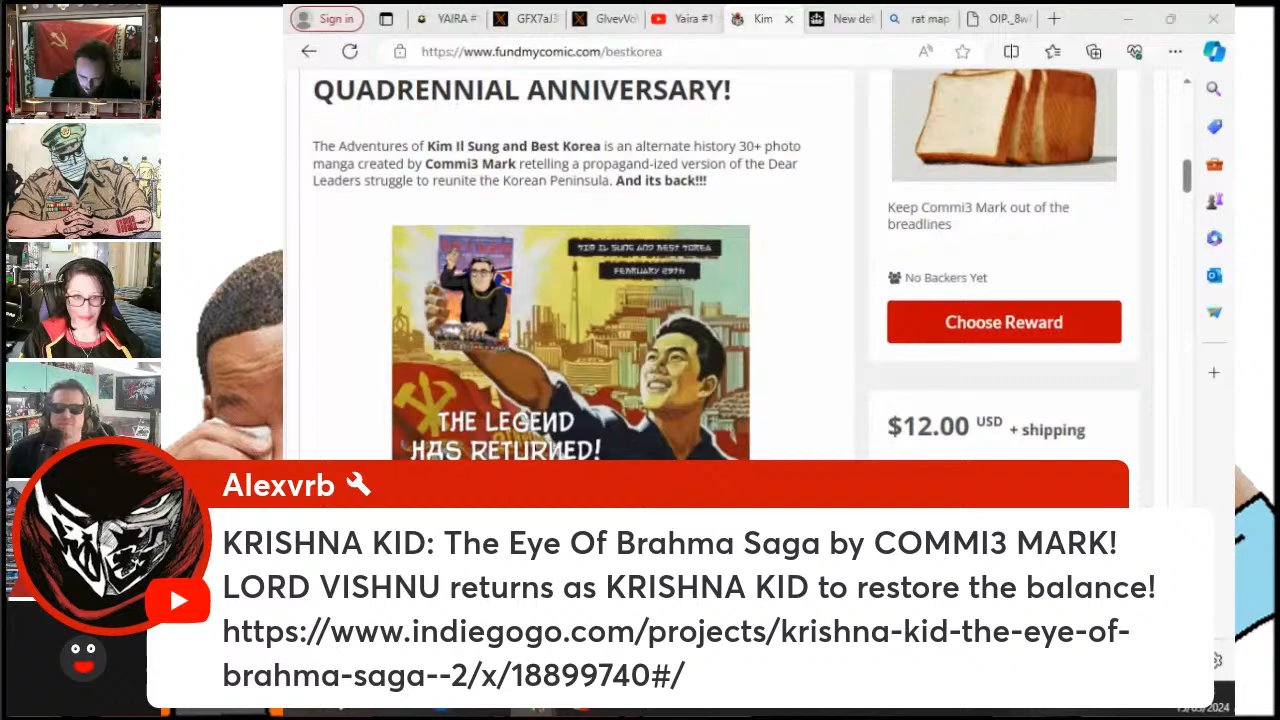 Sign in
YAIRA #
GFX7aJ3
GIvevVo
Yaira #1
Kim
New de
rat map
OIP._8w
https://www.fundmycomic.com/bestkorea
QUADRENNIAL ANNIVERSARY!
The Adventures of Kim Il Sung and Best Korea is an alternate history 30+ photo
manga created by Commi3 Mark retelling a propagand-ized version of the Dear
Leaders struggle to reunite the Korean Peninsula. And its back!!!
KIM IL SUNG AND BEST KOREA
FEBRUARY 29th
THE LEGEND
HAS RETURNED!
Keep Commi3 Mark out of the
breadlines
No Backers Yet
Choose Reward
$12.00 USD + shipping
Alexvrb
KRISHNA KID: The Eye Of Brahma Saga by COMMI3 MARK!
LORD VISHNU returns as KRISHNA KID to restore the balance!
https://www.indiegogo.com/projects/krishna-kid-the-eye-of-
brahma-saga--2/x/18899740#/